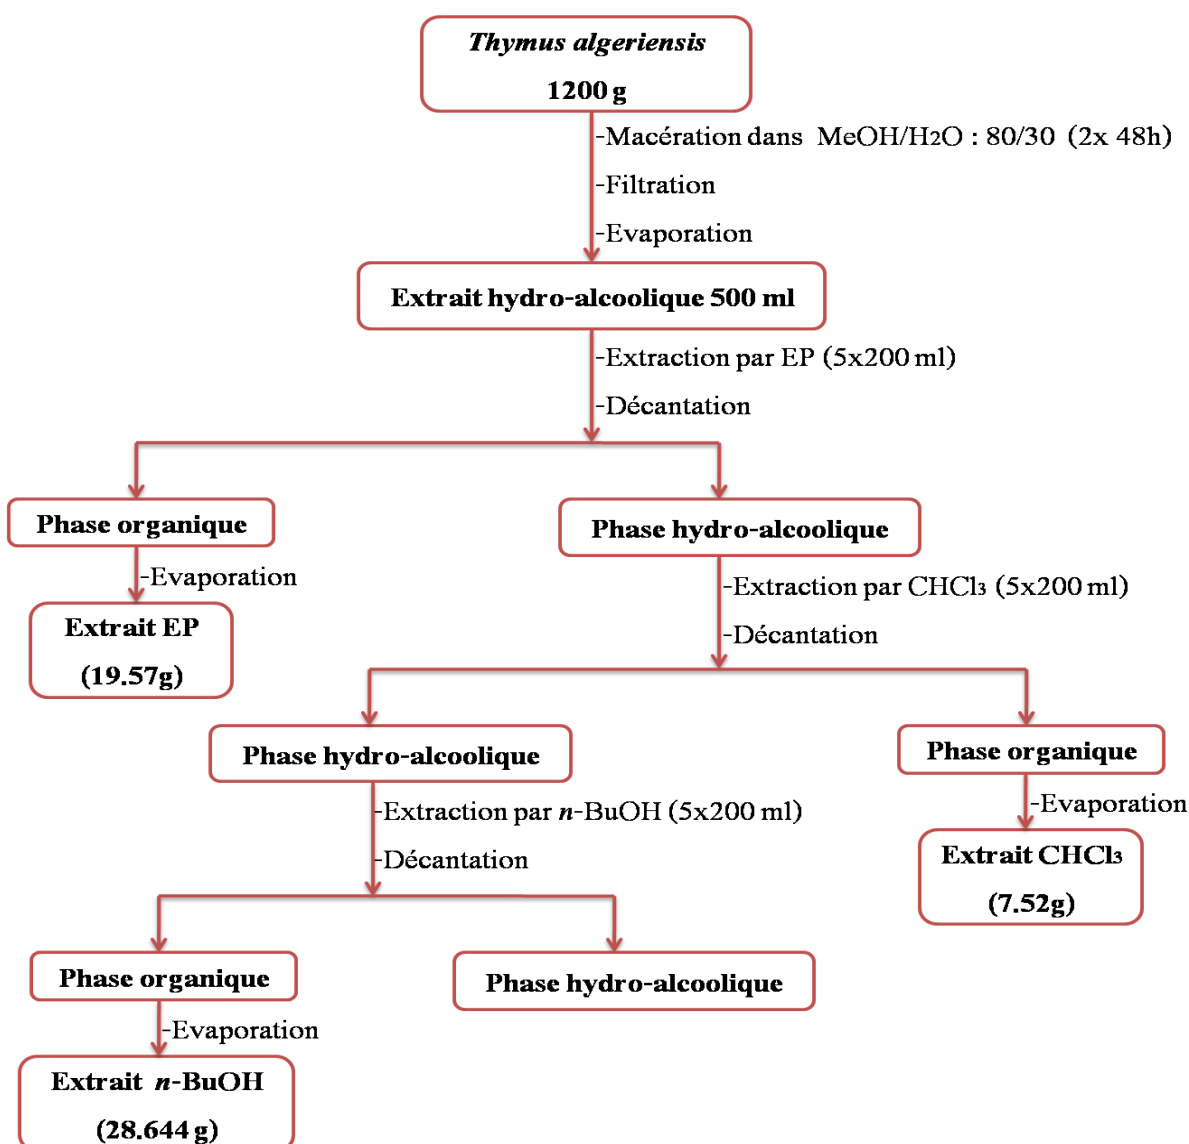 Thymus algeriensis
1200 g
-Macération dans MeOH/H2O : 80/30 (2x 48h)
-Filtration
-Evaporation
Extrait hydro-alcoolique 500 ml
-Extraction par EP (5x200 ml)
-Décantation
Phase organique
Phase hydro-alcoolique
-Evaporation
-Extraction par CHCl3 (5x200 ml)
Extrait EP
(19.57g)
-Décantation
Phase hydro-alcoolique
Phase organique
-Extraction par n-BuOH (5x200 ml)
-Evaporation
-Décantation
Extrait CHCl3
(7.52g)
Phase organique
Phase hydro-alcoolique
-Evaporation
Extrait n-BuOH
(28.644 g)